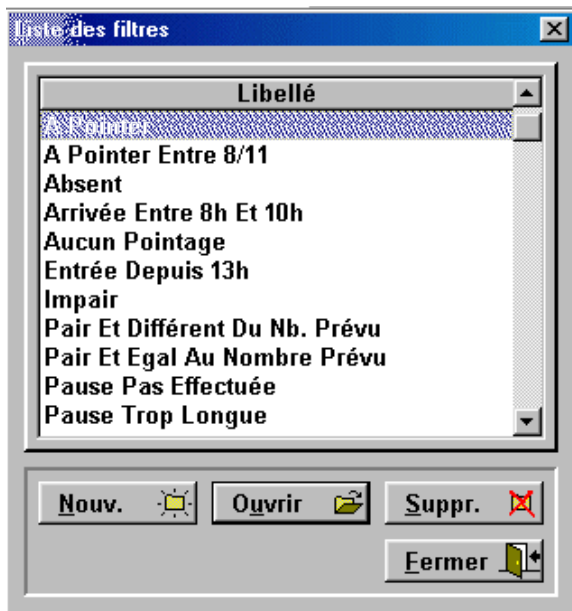 Liste des filtres
Libellé
A Pointer
A Pointer Entre 8/11
Absent
Arrivée Entre 8h Et 10h
Aucun Pointage
Entrée Depuis 13h
Impair
Pair Et Différent Du Nb. Prévu
Pair Et Egal Au Nombre Prévu
Pause Pas Effectuée
Pause Trop Longue
Nouv. Ouvrir Suppr.
Fermer